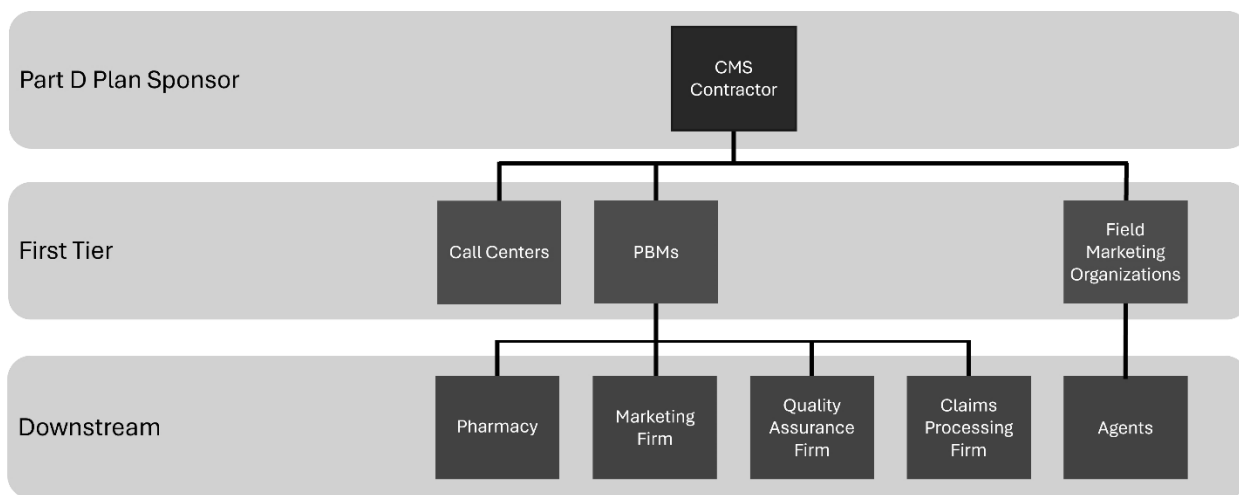 Part D Plan Sponsor
CMS
Contractor
First Tier
Call Centers
PBMs
Field
Marketing
Organizations
Downstream
Pharmacy
Marketing
Firm
Quality
Assurance
Firm
Claims
Processing
Firm
Agents